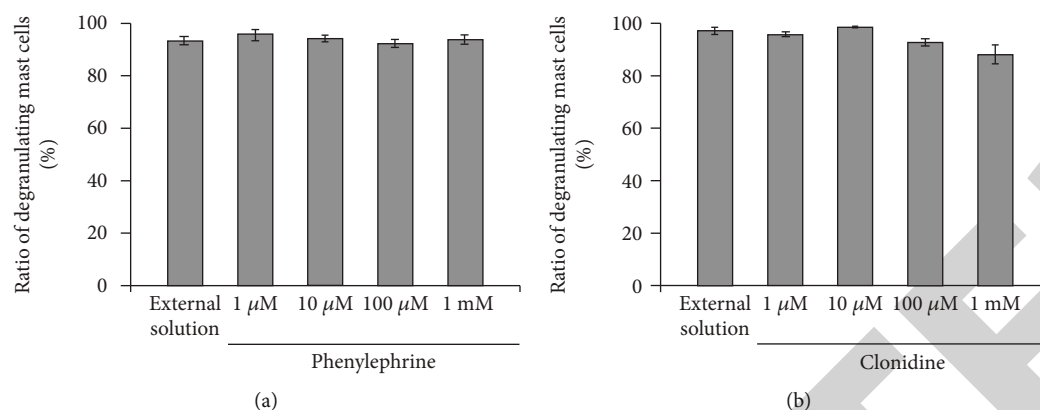 Ratio of degranulating mast cells
(%)
100
80
60
40
20
0
External
solution
1 μM
10 μM
100 μM
1 mM
Phenylephrine
(a)
Ratio of degranulating mast cells
(%)
100
80
60
40
20
0
External
solution
1 μM
10 μM
100 μM
1 mM
Clonidine
(b)